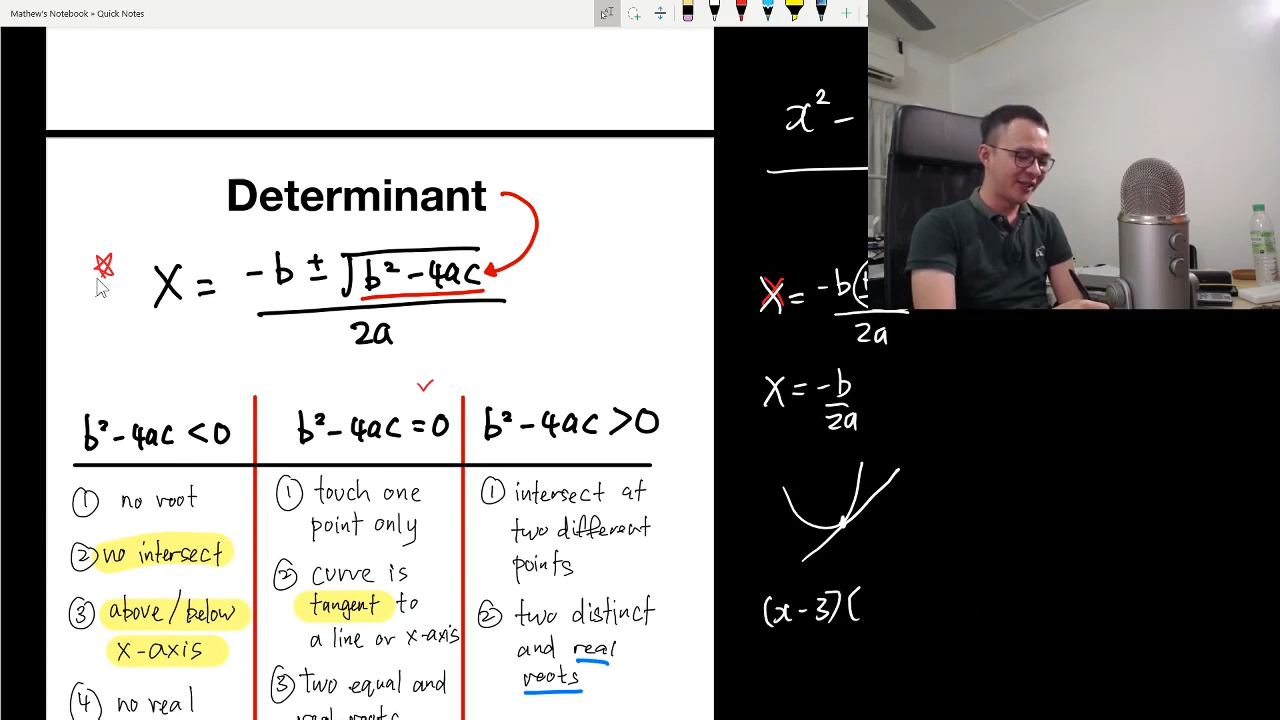 Mathew's Notebook » Quick Notes
Determinant
X = -b ± √b² - 4ac
2a
b² - 4ac < 0
① no root
② no intersect
③ above/below
x-axis
④ no real
b² - 4ac = 0
① touch one
point only
② curve is
tangent to
a line or x-axis
③ two equal and
real roots
b² - 4ac > 0
① intersect at
two different
points
② two distinct
and real
roots
x² -
X = -b(±
2a
X = -b
2a
(x - 3)(